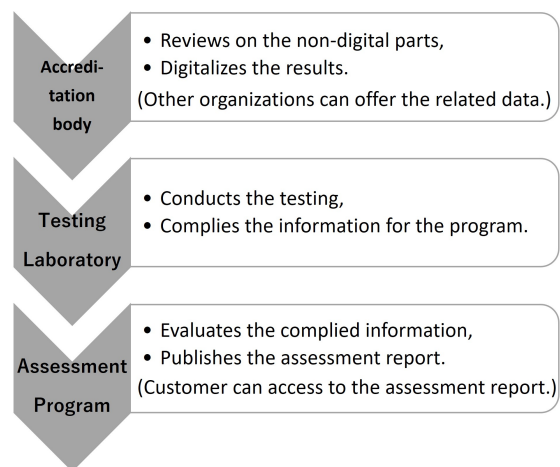 Accredi-
tation
body
• Reviews on the non-digital parts,
• Digitalizes the results.
(Other organizations can offer the related data.)
Testing
Laboratory
• Conducts the testing,
• Complies the information for the program.
Assessment
Program
• Evaluates the complied information,
• Publishes the assessment report.
(Customer can access to the assessment report.)